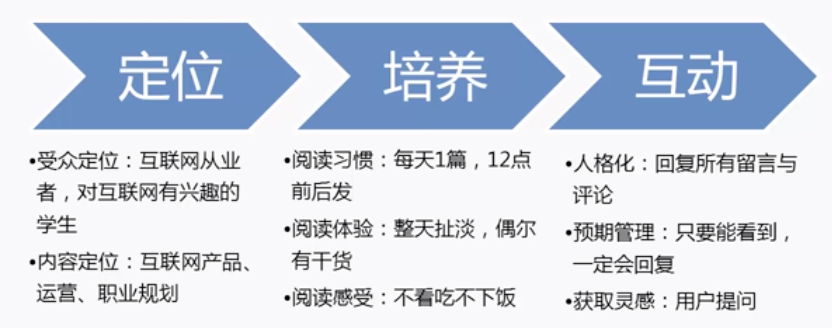 定位
•受众定位：互联网从业
者，对互联网有兴趣的
学生
•内容定位：互联网产品、
运营、职业规划
培养
•阅读习惯：每天1篇，12点
前后发
•阅读体验：整天扯淡，偶尔
有干货
•阅读感受：不看吃不下饭
互动
•人格化：回复所有留言与
评论
•预期管理：只要能看到，
一定会回复
•获取灵感：用户提问